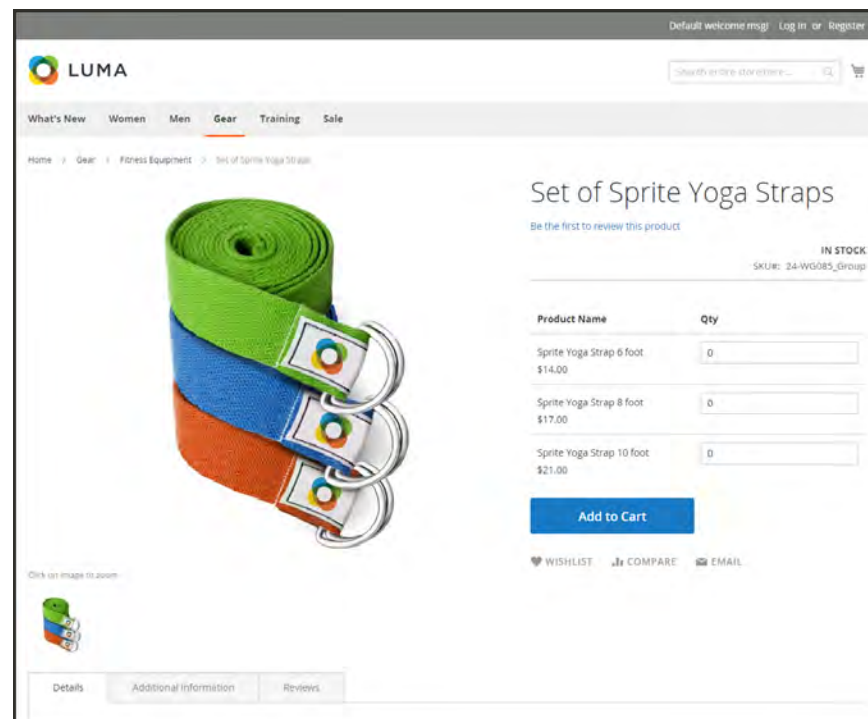 Default welcome msg! Log In or Register
LUMA
Search entire store here...
What's New Women Men Gear Training Sale
Home > Gear > Fitness Equipment > Set of Sprite Yoga Straps
Set of Sprite Yoga Straps
Be the first to review this product
IN STOCK
SKU#: 24-WG085_Group
Product Name Qty
Sprite Yoga Strap 6 foot
$14.00
0
Sprite Yoga Strap 8 foot
$17.00
0
Sprite Yoga Strap 10 foot
$21.00
0
Add to Cart
WISHLIST COMPARE EMAIL
Click on image to zoom
Details Additional Information Reviews